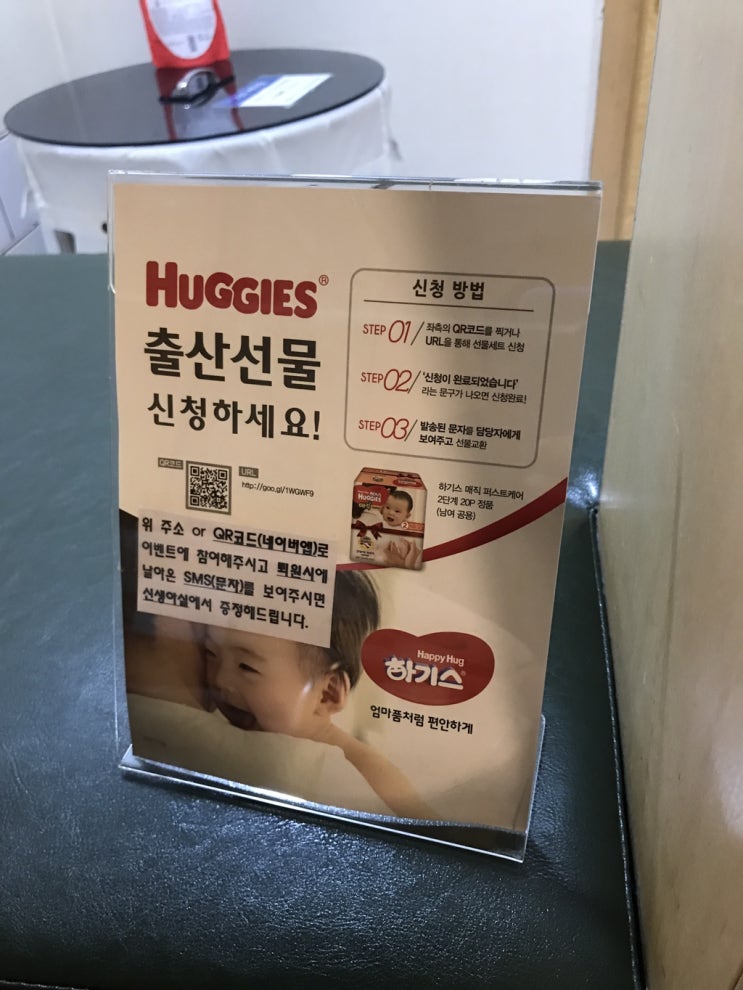 HUGGIES®
출산선물
신청하세요!
신청 방법
STEP 01 / 좌측의 QR코드를 찍거나
URL을 통해 선물세트 신청
STEP 02 / '신청이 완료되었습니다'
라는 문구가 나오면 신청완료!
STEP 03 / 발송된 문자를 담당자에게
보여주고 선물교환
QR코드
URL
http://goo.gl/1WGWF9
HUGGIES
하기스 매직 퍼스트케어
2단계 20P 정품
(남여 공용)
위 주소 or QR코드(네이버앱)로
이벤트에 참여해주시고 퇴원시에
날아온 SMS(문자)를 보여주시면
신생아실에서 증정해드립니다.
Happy Hug
하기스®
엄마품처럼 편안하게